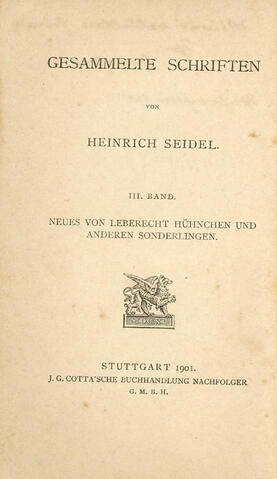 GESAMMELTE SCHRIFTEN
VON
HEINRICH SEIDEL.
III. BAND.
NEUES VON LEBERECHT HÜHNCHEN UND
ANDEREN SONDERLINGEN.
STUTTGART 1901.
J. G. COTTA'SCHE BUCHHANDLUNG NACHFOLGER
G. M. B. H.